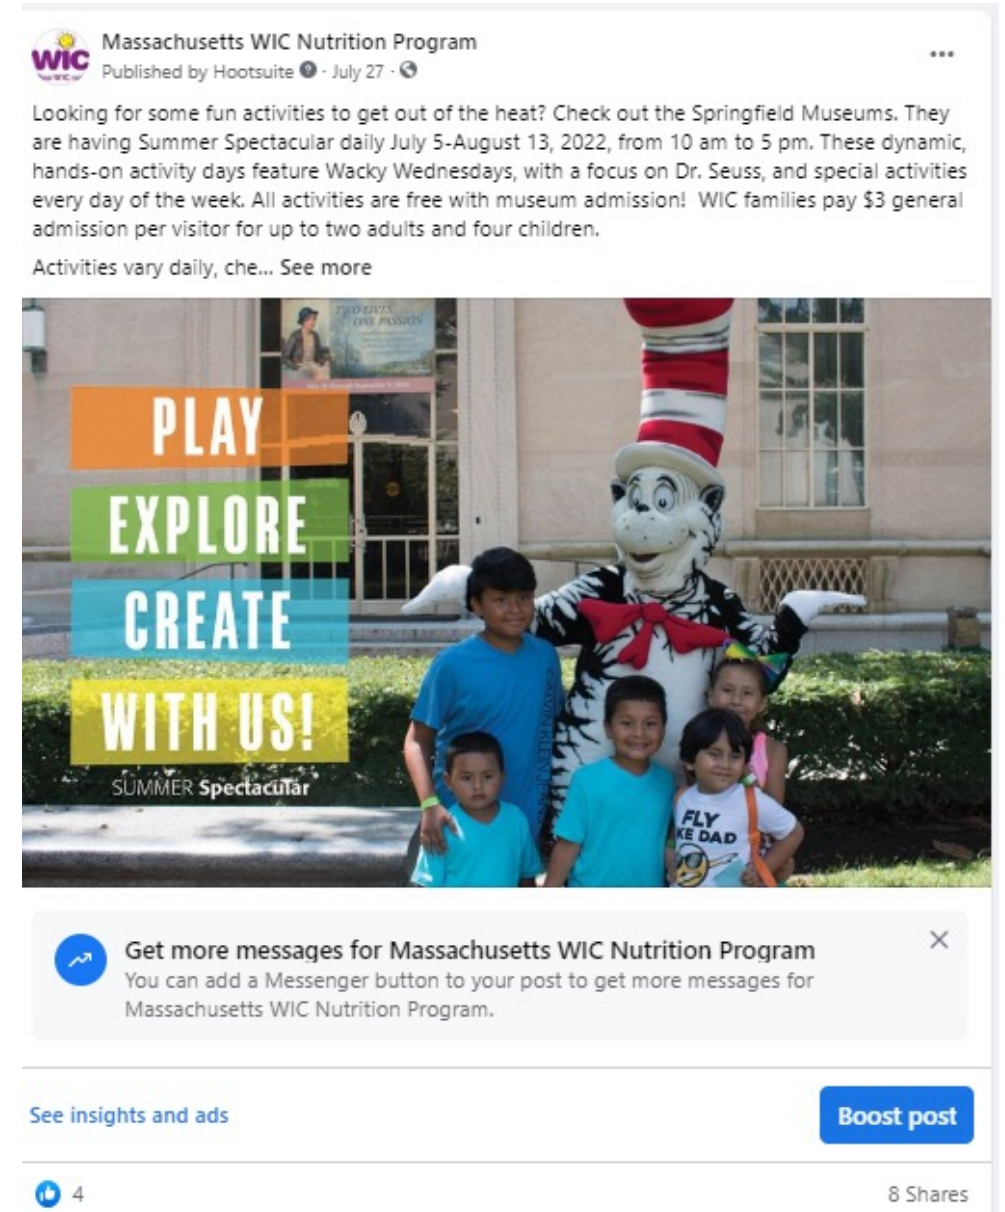 WIC
Massachusetts WIC Nutrition Program
Published by Hootsuite · July 27 ·
Looking for some fun activities to get out of the heat? Check out the Springfield Museums. They
are having Summer Spectacular daily July 5-August 13, 2022, from 10 am to 5 pm. These dynamic,
hands-on activity days feature Wacky Wednesdays, with a focus on Dr. Seuss, and special activities
every day of the week. All activities are free with museum admission!  WIC families pay $3 general
admission per visitor for up to two adults and four children.
Activities vary daily, che... See more
TWO LIVES,
ONE PASSION
PLAY
EXPLORE
CREATE
WITH US!
SUMMER Spectacular
FLY
KE DAD
Get more messages for Massachusetts WIC Nutrition Program
You can add a Messenger button to your post to get more messages for
Massachusetts WIC Nutrition Program.
See insights and ads
Boost post
4
8 Shares